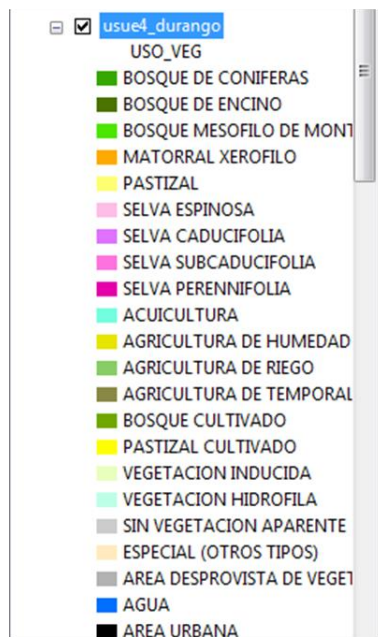 usue4_durango
USO_VEG
BOSQUE DE CONIFERAS
BOSQUE DE ENCINO
BOSQUE MESOFILO DE MONT
MATORRAL XEROFILO
PASTIZAL
SELVA ESPINOSA
SELVA CADUCIFOLIA
SELVA SUBCADUCIFOLIA
SELVA PERENNIFOLIA
ACUICULTURA
AGRICULTURA DE HUMEDAD
AGRICULTURA DE RIEGO
AGRICULTURA DE TEMPORAL
BOSQUE CULTIVADO
PASTIZAL CULTIVADO
VEGETACION INDUCIDA
VEGETACION HIDROFILA
SIN VEGETACION APARENTE
ESPECIAL (OTROS TIPOS)
AREA DESPROVISTA DE VEGET
AGUA
AREA URBANA